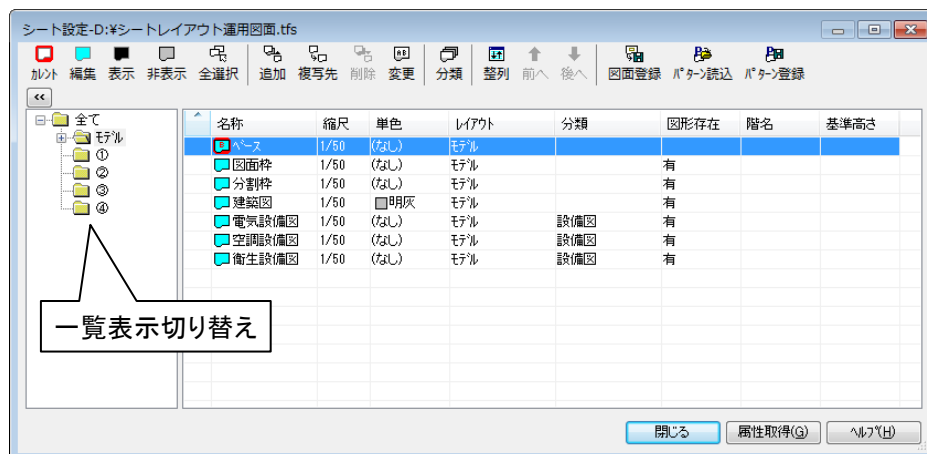 シート設定-D:¥シートレイアウト運用図面.tfs
ｶﾚﾝﾄ 編集 表示 非表示 全選択 追加 複写先 削除 変更 分類 整列 前へ 後へ 図面登録 ﾊﾟﾀｰﾝ読込 ﾊﾟﾀｰﾝ登録
<<
全て
ﾓﾃﾞﾙ
①
②
③
④
一覧表示切り替え
名称 縮尺 単色 ﾚｲｱｳﾄ 分類 図形存在 階名 基準高さ
ﾍﾞｰｽ 1/50 (なし) ﾓﾃﾞﾙ
図面枠 1/50 (なし) ﾓﾃﾞﾙ 有
分割枠 1/50 (なし) ﾓﾃﾞﾙ 有
建築図 1/50 明灰 ﾓﾃﾞﾙ 有
電気設備図 1/50 (なし) ﾓﾃﾞﾙ 設備図 有
空調設備図 1/50 (なし) ﾓﾃﾞﾙ 設備図 有
衛生設備図 1/50 (なし) ﾓﾃﾞﾙ 設備図 有
閉じる 属性取得(G) ﾍﾙﾌﾟ(H)